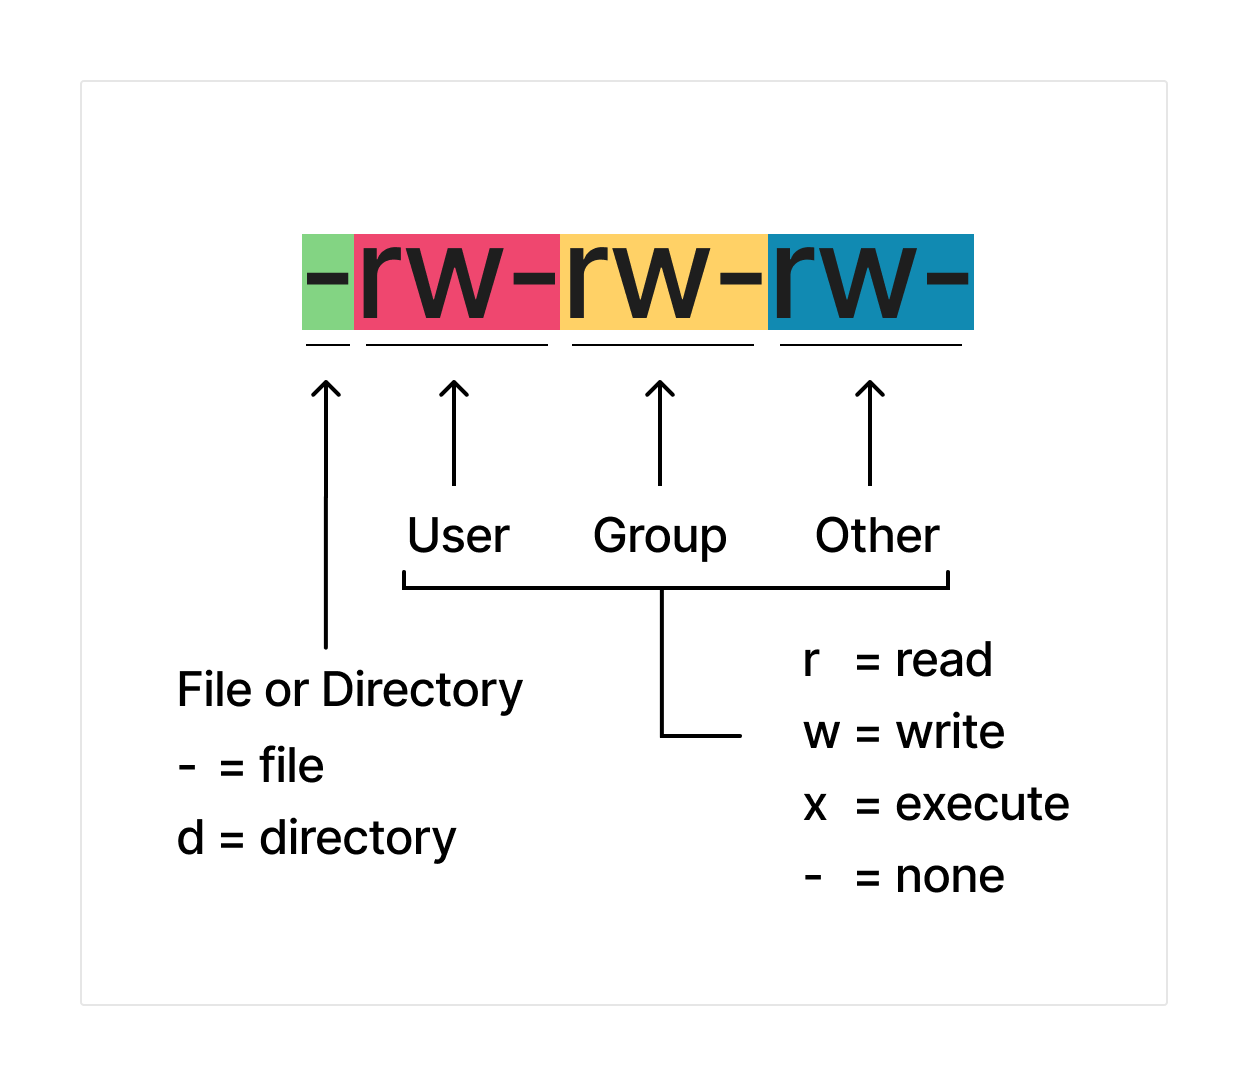 -rw-rw-rw-
User Group Other
File or Directory
- = file
d = directory
r = read
w = write
x = execute
- = none